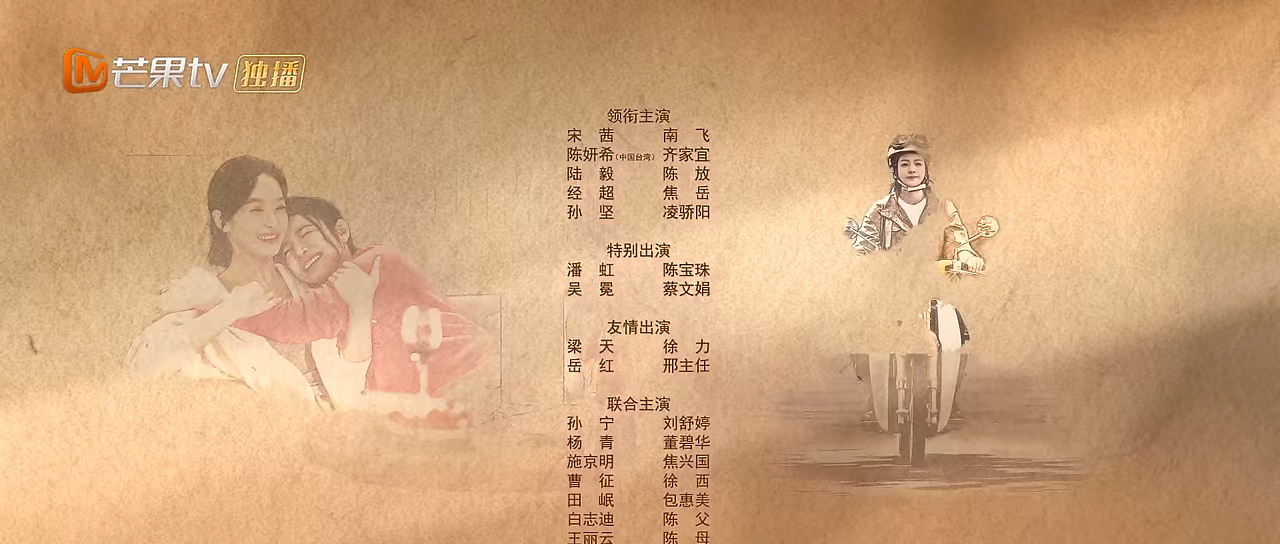 芒果tv 独播
领衔主演
宋 茜 南 飞
陈妍希(中国台湾) 齐家宜
陆 毅 陈 放
经 超 焦 岳
孙 坚 凌骄阳
特别出演
潘 虹 陈宝珠
吴 冕 蔡文娟
友情出演
梁 天 徐 力
岳 红 邢主任
联合主演
孙 宁 刘舒婷
杨 青 董碧华
施京明 焦兴国
曹 征 徐 西
田 岷 包惠美
白志迪 陈 父
王丽云 陈 母